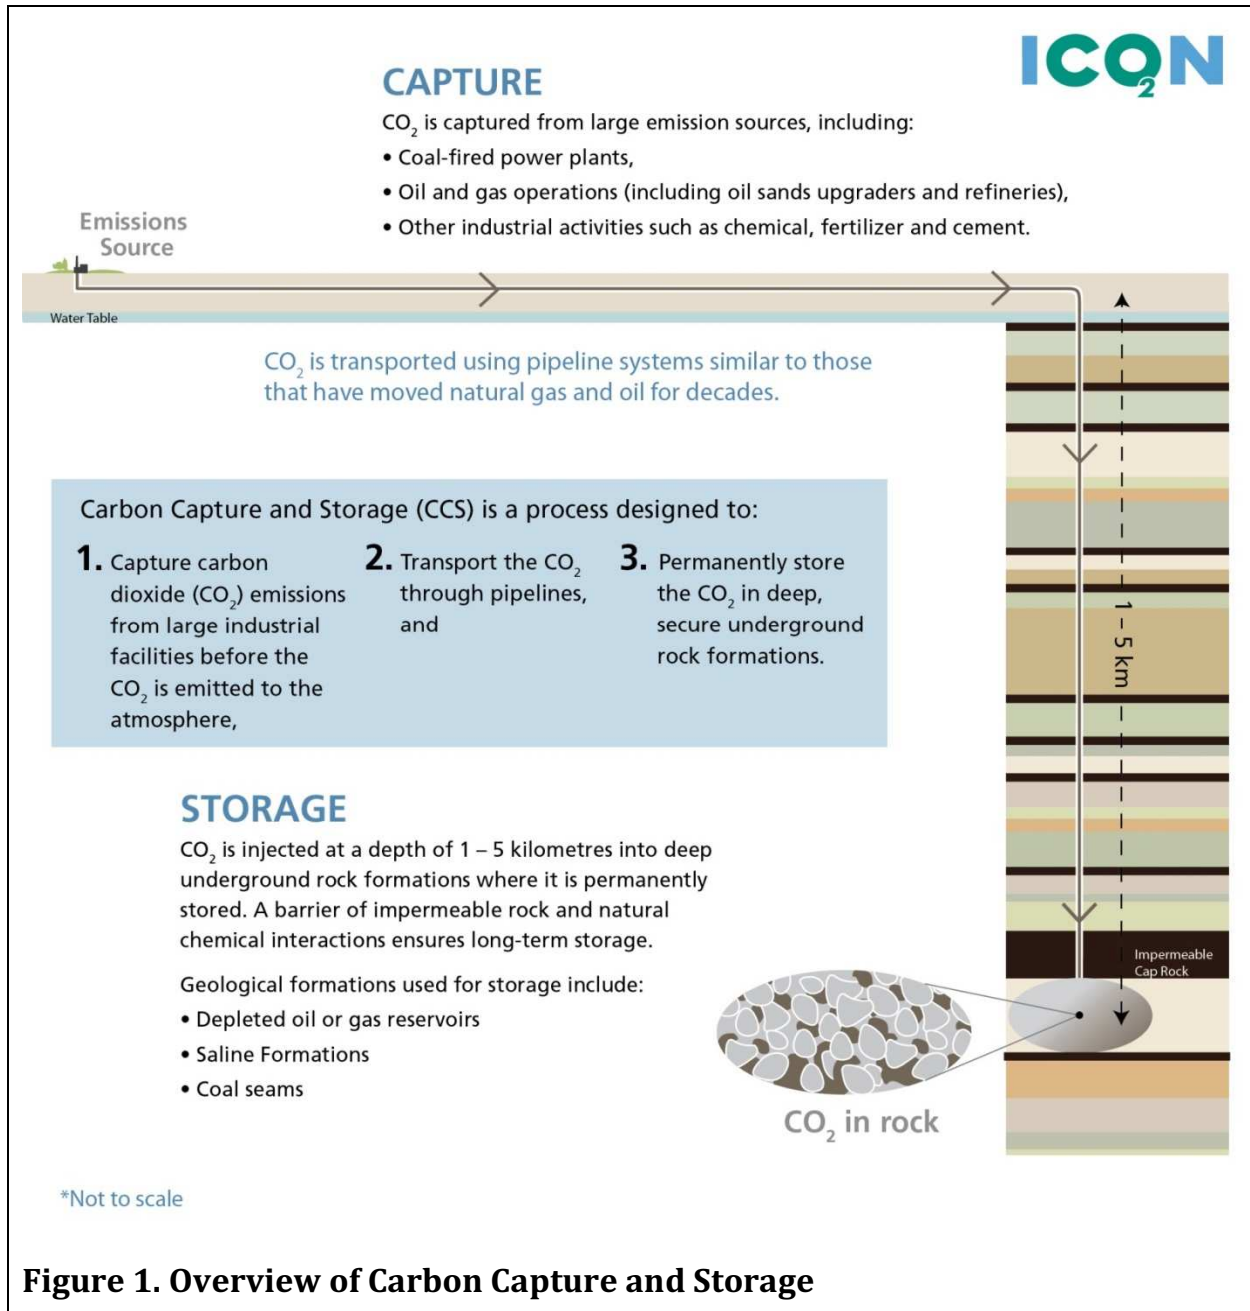 ICO2N
CAPTURE
CO2 is captured from large emission sources, including:
• Coal-fired power plants,
• Oil and gas operations (including oil sands upgraders and refineries),
• Other industrial activities such as chemical, fertilizer and cement.
Emissions
Source
Water Table
CO2 is transported using pipeline systems similar to those
that have moved natural gas and oil for decades.
Carbon Capture and Storage (CCS) is a process designed to:
1. Capture carbon
dioxide (CO2) emissions
from large industrial
facilities before the
CO2 is emitted to the
atmosphere,
2. Transport the CO2
through pipelines,
and
3. Permanently store
the CO2 in deep,
secure underground
rock formations.
1 – 5 km
STORAGE
CO2 is injected at a depth of 1 – 5 kilometres into deep
underground rock formations where it is permanently
stored. A barrier of impermeable rock and natural
chemical interactions ensures long-term storage.
Geological formations used for storage include:
• Depleted oil or gas reservoirs
• Saline Formations
• Coal seams
Impermeable
Cap Rock
CO2 in rock
*Not to scale
Figure 1. Overview of Carbon Capture and Storage